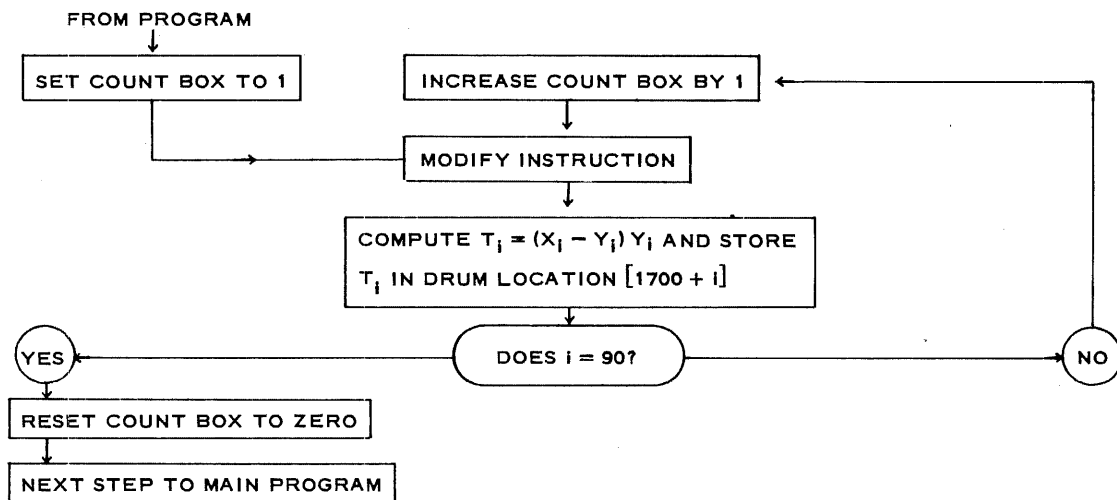 FROM PROGRAM
SET COUNT BOX TO 1
INCREASE COUNT BOX BY 1
MODIFY INSTRUCTION
COMPUTE Tᵢ = (Xᵢ – Yᵢ) Yᵢ AND STORE
Tᵢ IN DRUM LOCATION [1700 + i]
YES
DOES i = 90?
NO
RESET COUNT BOX TO ZERO
NEXT STEP TO MAIN PROGRAM